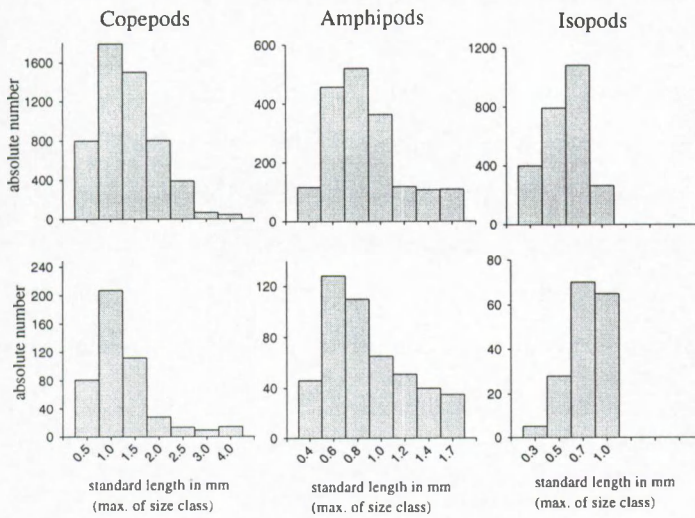 Copepods Amphipods Isopods
absolute number
1600
1200
800
400
0
600
400
200
0
1200
800
400
0
absolute number
240
200
160
120
80
40
0
120
80
40
0
80
60
40
20
0
0.5 1.0 1.5 2.0 2.5 3.0 4.0
0.4 0.6 0.8 1.0 1.2 1.4 1.7
0.3 0.5 0.7 1.0
standard length in mm
(max. of size class)
standard length in mm
(max. of size class)
standard length in mm
(max. of size class)